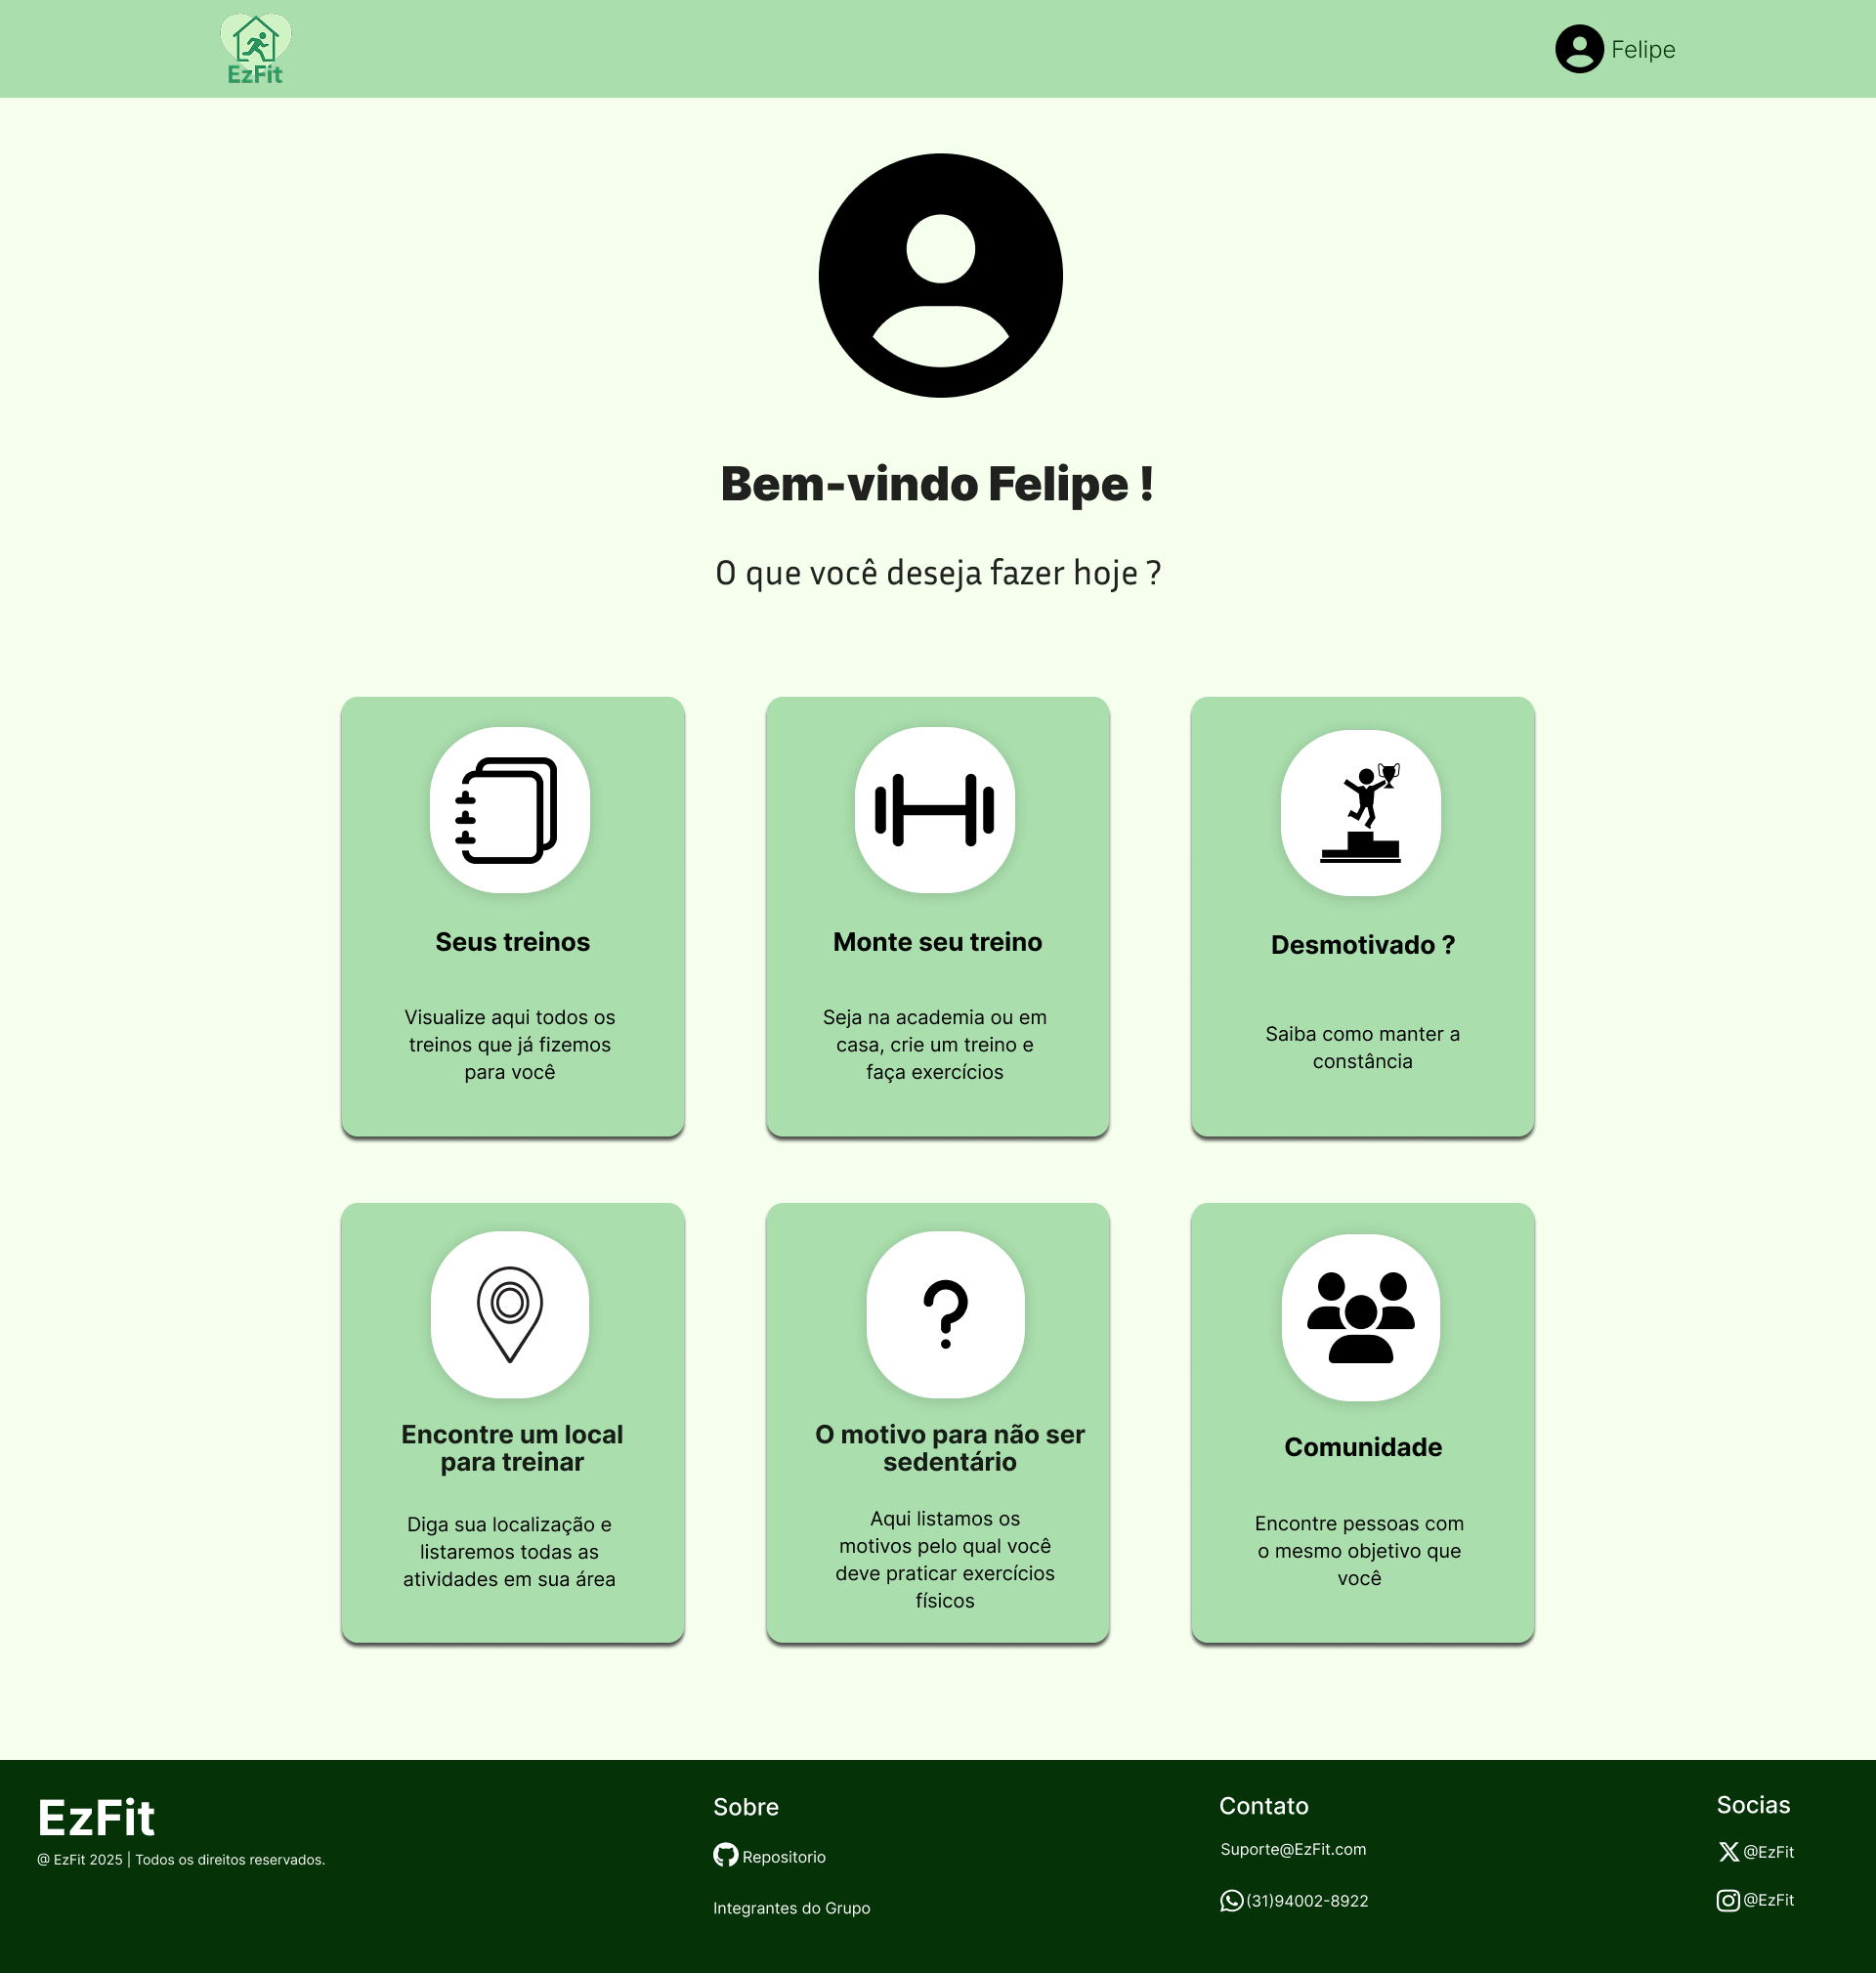 EzFit
Felipe
Bem-vindo Felipe !
O que você deseja fazer hoje ?
Seus treinos
Visualize aqui todos os
treinos que já fizemos
para você
Monte seu treino
Seja na academia ou em
casa, crie um treino e
faça exercícios
Desmotivado ?
Saiba como manter a
constância
Encontre um local
para treinar
Diga sua localização e
listaremos todas as
atividades em sua área
O motivo para não ser
sedentário
Aqui listamos os
motivos pelo qual você
deve praticar exercícios
físicos
Comunidade
Encontre pessoas com
o mesmo objetivo que
você
EzFit
@ EzFit 2025 | Todos os direitos reservados.
Sobre
Repositorio
Integrantes do Grupo
Contato
Suporte@EzFit.com
(31)94002-8922
Socias
@EzFit
@EzFit